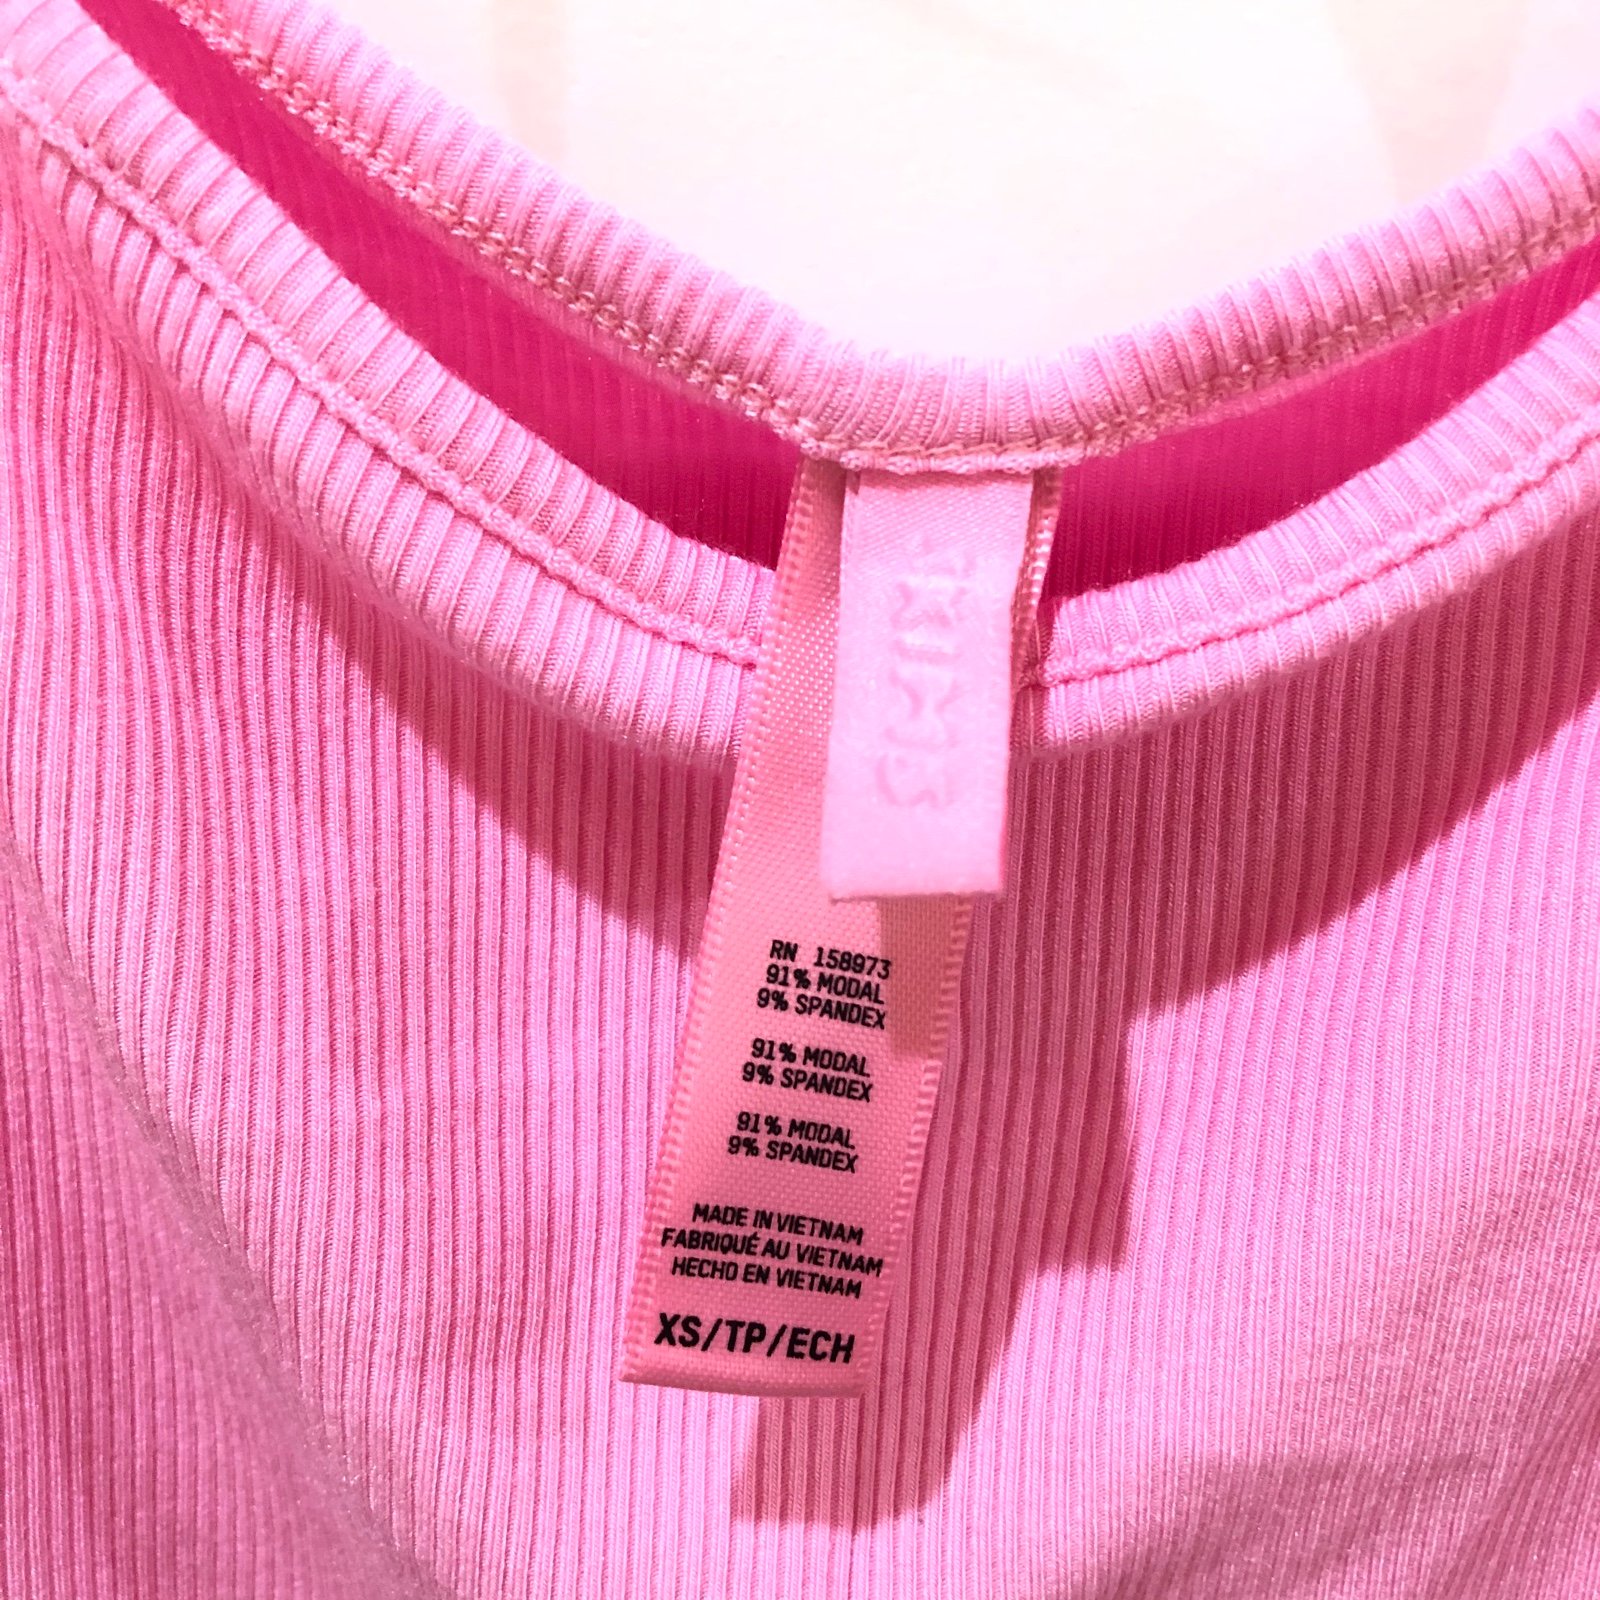 SKIMS
RN 158973
91% MODAL
9% SPANDEX
91% MODAL
9% SPANDEX
91% MODAL
9% SPANDEX
MADE IN VIETNAM
FABRIQUÉ AU VIETNAM
HECHO EN VIETNAM
XS/TP/ECH